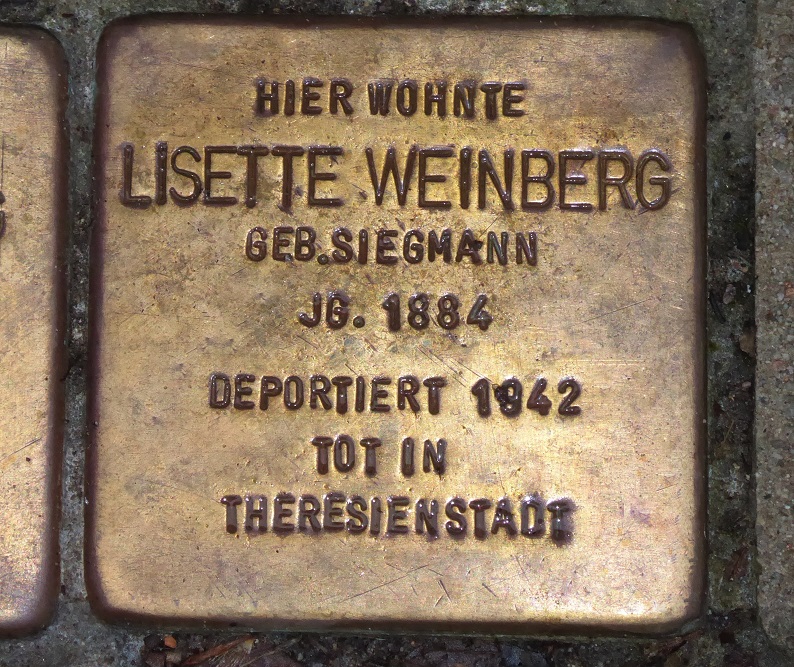 HIER WOHNTE
LISETTE WEINBERG
GEB. SIEGMANN
JG. 1884
DEPORTIERT 1942
TOT IN
THERESIENSTADT